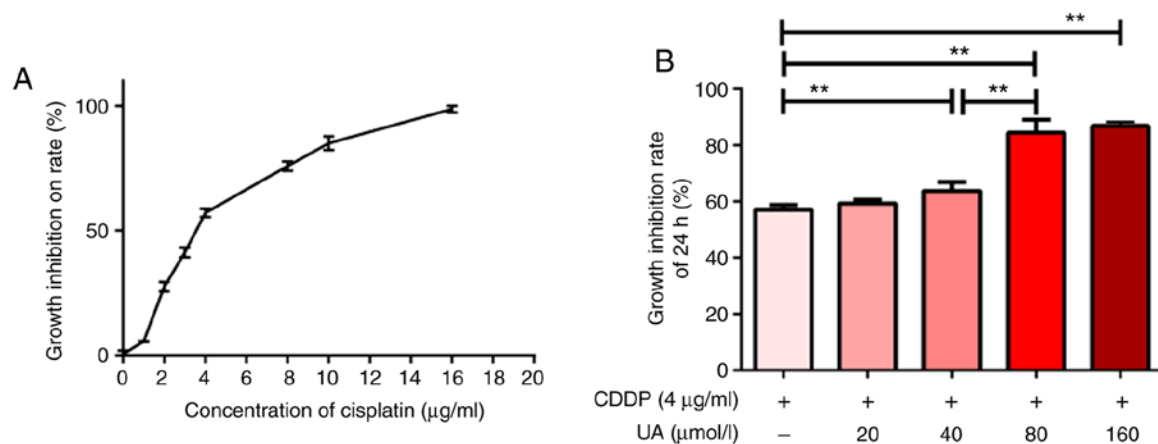 A
Growth inhibition on rate (%)
100
50
0
0 2 4 6 8 10 12 14 16 18 20
Concentration of cisplatin (µg/ml)
B
**
**
** **
Growth inhibition rate
of 24 h (%)
100
80
60
40
20
0
CDDP (4 µg/ml) + + + + +
UA (µmol/l) – 20 40 80 160